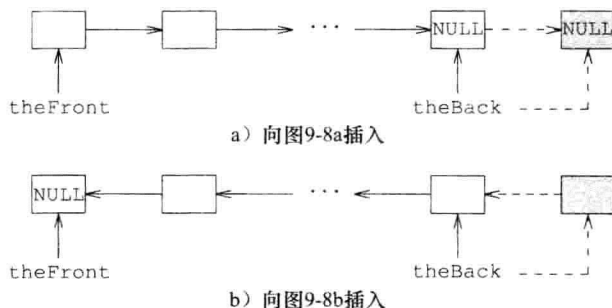 ··· NULL NULL
theFront theBack
a）向图9-8a插入
NULL ···
theFront theBack
b）向图9-8b插入